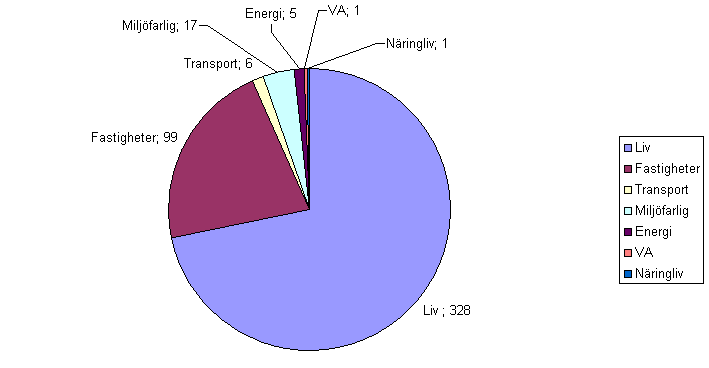 Energi; 5
VA; 1
Miljöfarlig; 17
Näringliv; 1
Transport; 6
Fastigheter; 99
Liv ; 328
Liv
Fastigheter
Transport
Miljöfarlig
Energi
VA
Näringliv